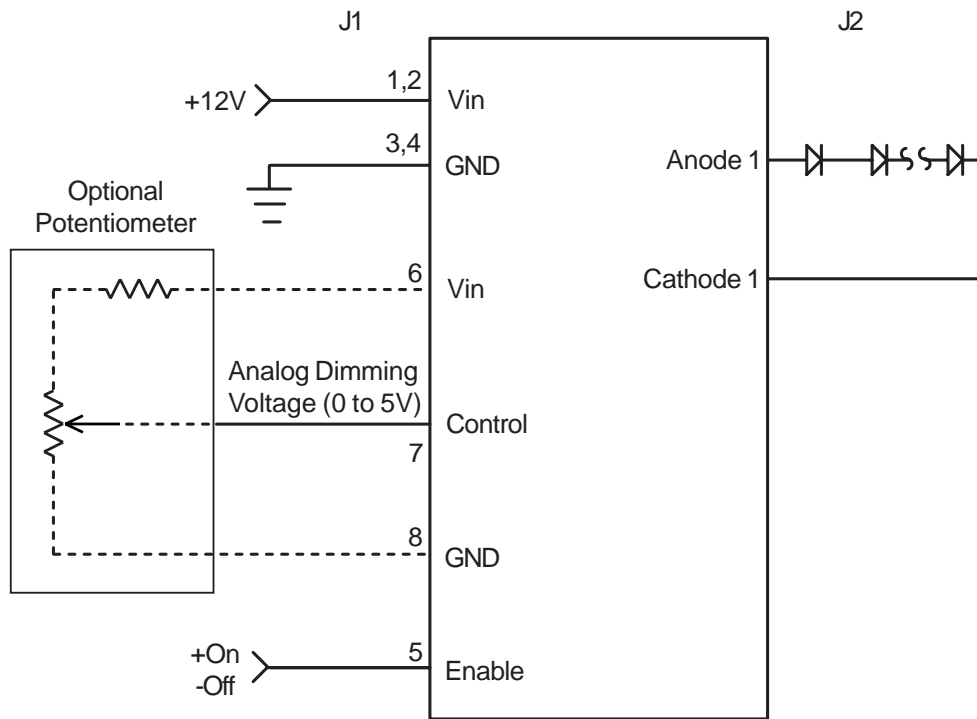 J1
J2
1,2
+12V
Vin
3,4
GND
Anode 1
Optional
Potentiometer
6
Vin
Cathode 1
Analog Dimming
Voltage (0 to 5V)
Control
7
8
GND
+On
-Off
5
Enable